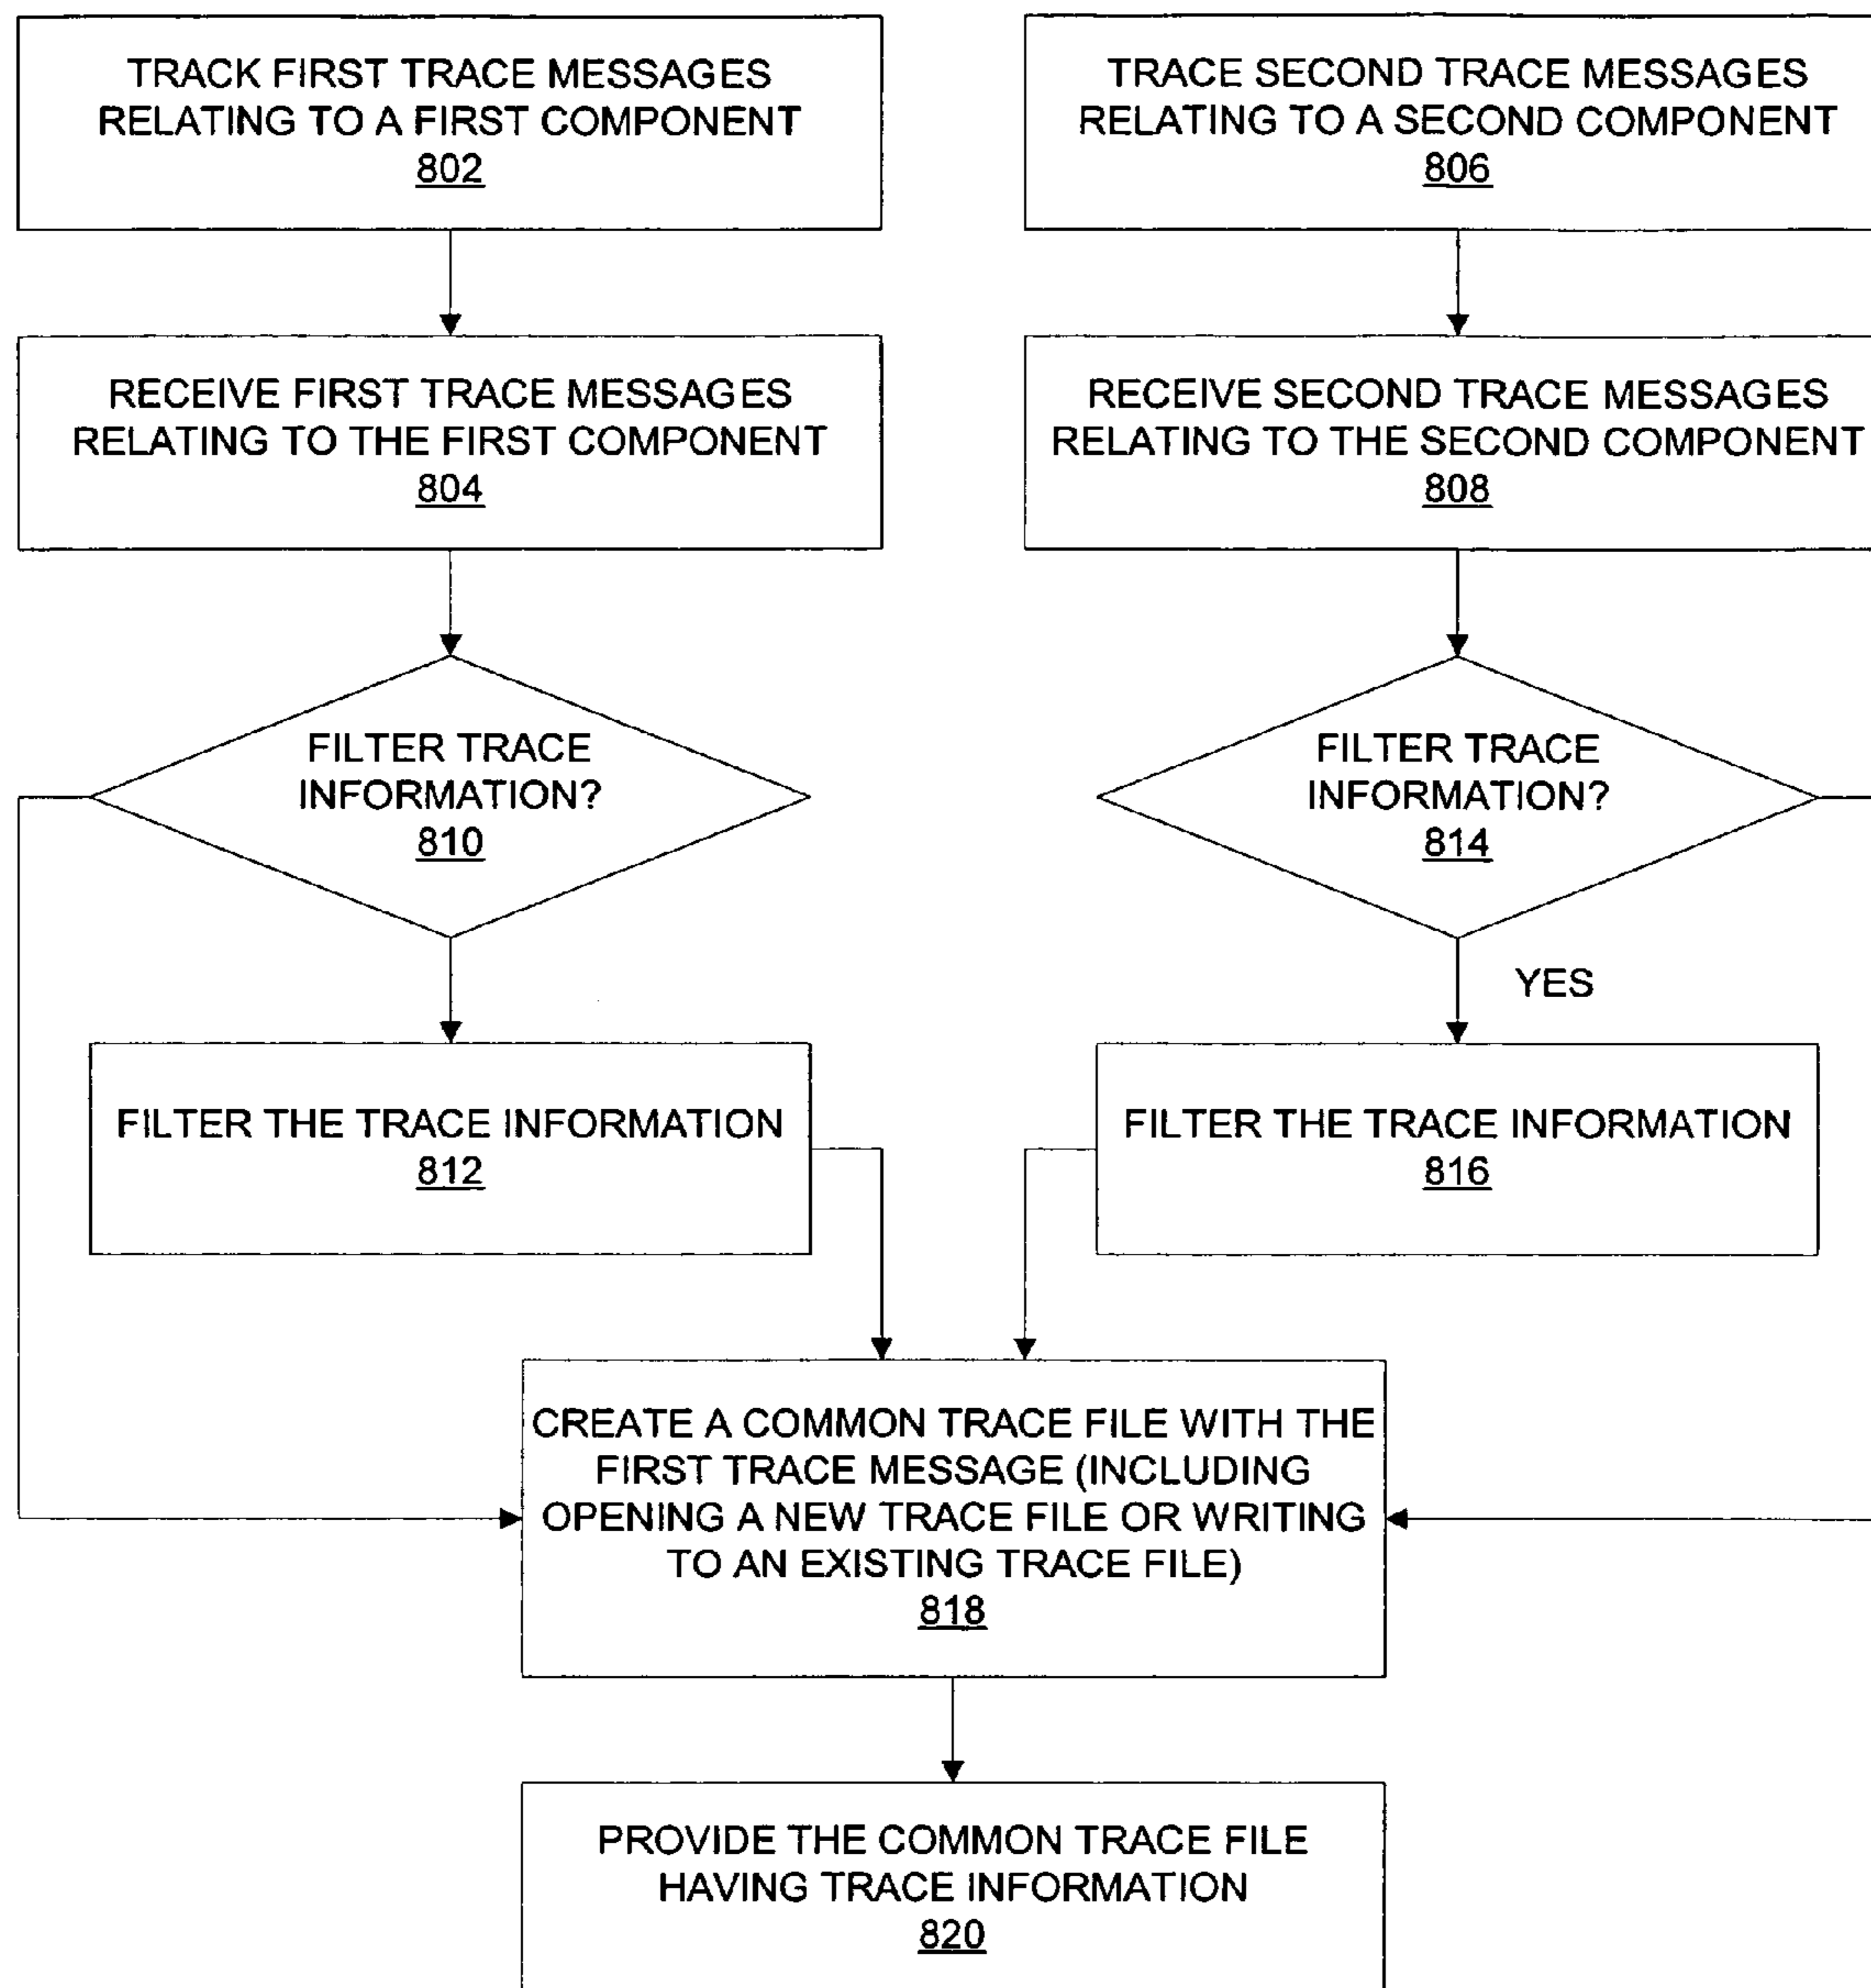 TRACK FIRST TRACE MESSAGES
RELATING TO A FIRST COMPONENT
802
TRACE SECOND TRACE MESSAGES
RELATING TO A SECOND COMPONENT
806
RECEIVE FIRST TRACE MESSAGES
RELATING TO THE FIRST COMPONENT
804
RECEIVE SECOND TRACE MESSAGES
RELATING TO THE SECOND COMPONENT
808
FILTER TRACE
INFORMATION?
810
FILTER TRACE
INFORMATION?
814
YES
FILTER THE TRACE INFORMATION
812
FILTER THE TRACE INFORMATION
816
CREATE A COMMON TRACE FILE WITH THE
FIRST TRACE MESSAGE (INCLUDING
OPENING A NEW TRACE FILE OR WRITING
TO AN EXISTING TRACE FILE)
818
PROVIDE THE COMMON TRACE FILE
HAVING TRACE INFORMATION
820